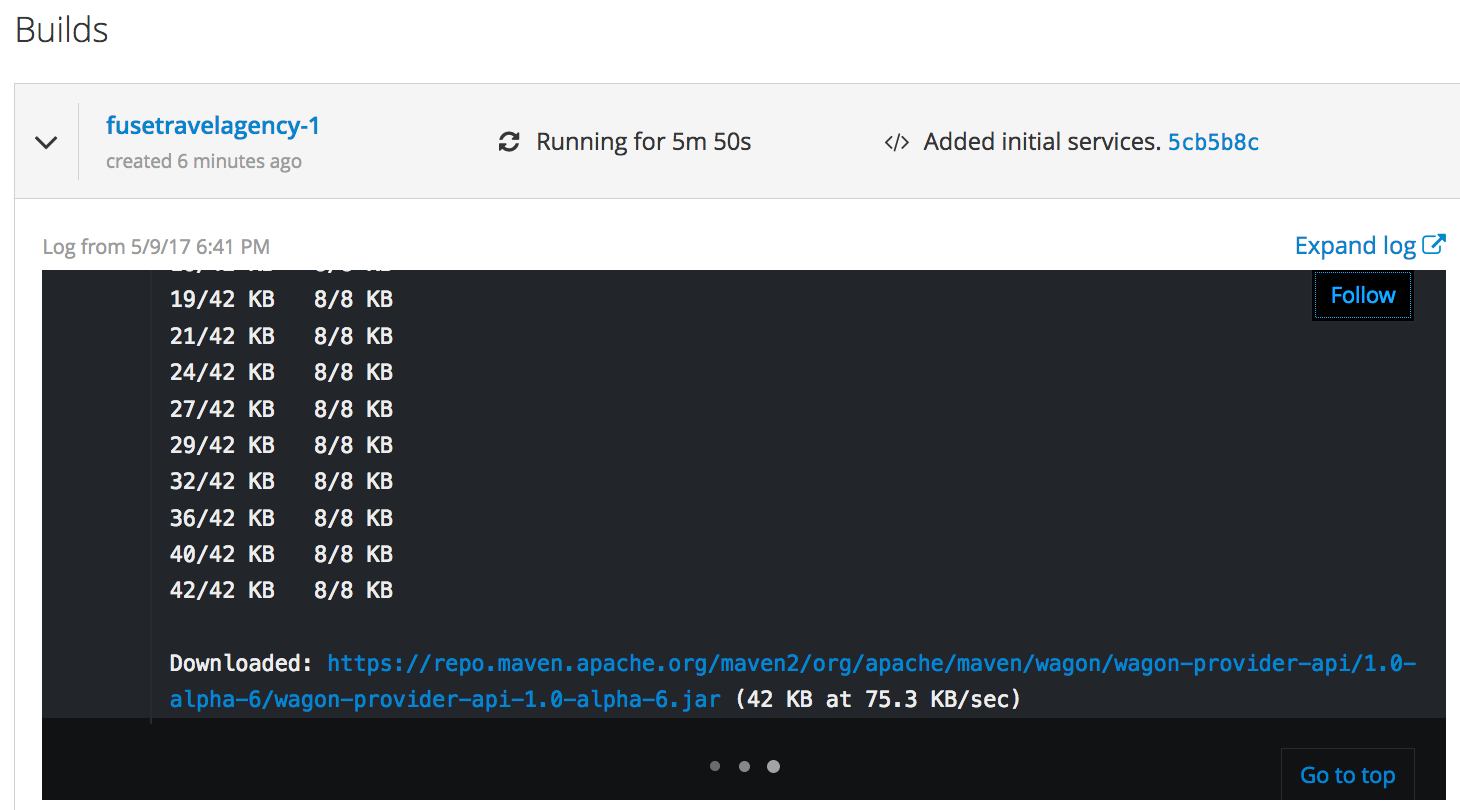 Builds
fusetravelagency-1
created 6 minutes ago
Running for 5m 50s
Added initial services. 5cb5b8c
Log from 5/9/17 6:41 PM
Expand log
Follow
19/42 KB 8/8 KB
21/42 KB 8/8 KB
24/42 KB 8/8 KB
27/42 KB 8/8 KB
29/42 KB 8/8 KB
32/42 KB 8/8 KB
36/42 KB 8/8 KB
40/42 KB 8/8 KB
42/42 KB 8/8 KB
Downloaded: https://repo.maven.apache.org/maven2/org/apache/maven/wagon/wagon-provider-api/1.0-
alpha-6/wagon-provider-api-1.0-alpha-6.jar (42 KB at 75.3 KB/sec)
Go to top